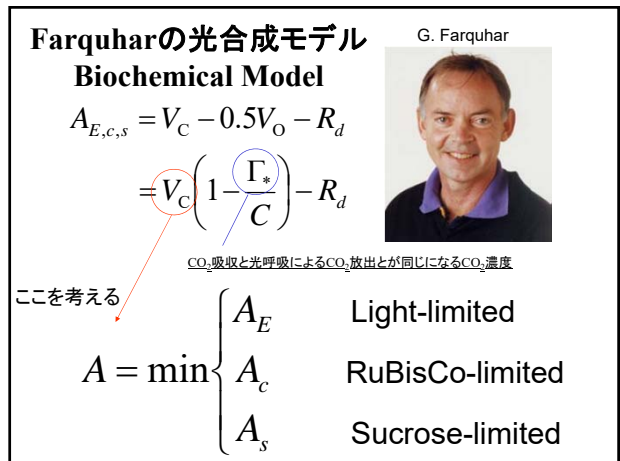 Farquharの光合成モデル
G. Farquhar
Biochemical Model
A_{E,c,s} = V_C − 0.5V_O − R_d
= V_C (1 − Γ_* / C) − R_d
CO₂吸収と光呼吸によるCO₂放出とが同じになるCO₂濃度
ここを考える
A = min {
A_E Light-limited
A_c RuBisCo-limited
A_s Sucrose-limited